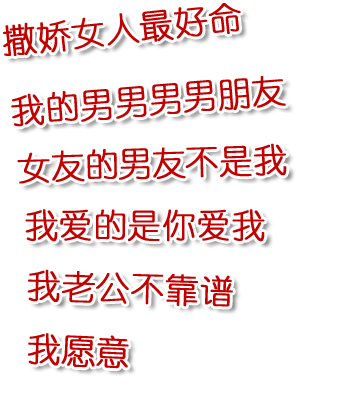 撒娇女人最好命
我的男男男男朋友
女友的男友不是我
我爱的是你爱我
我老公不靠谱
我愿意